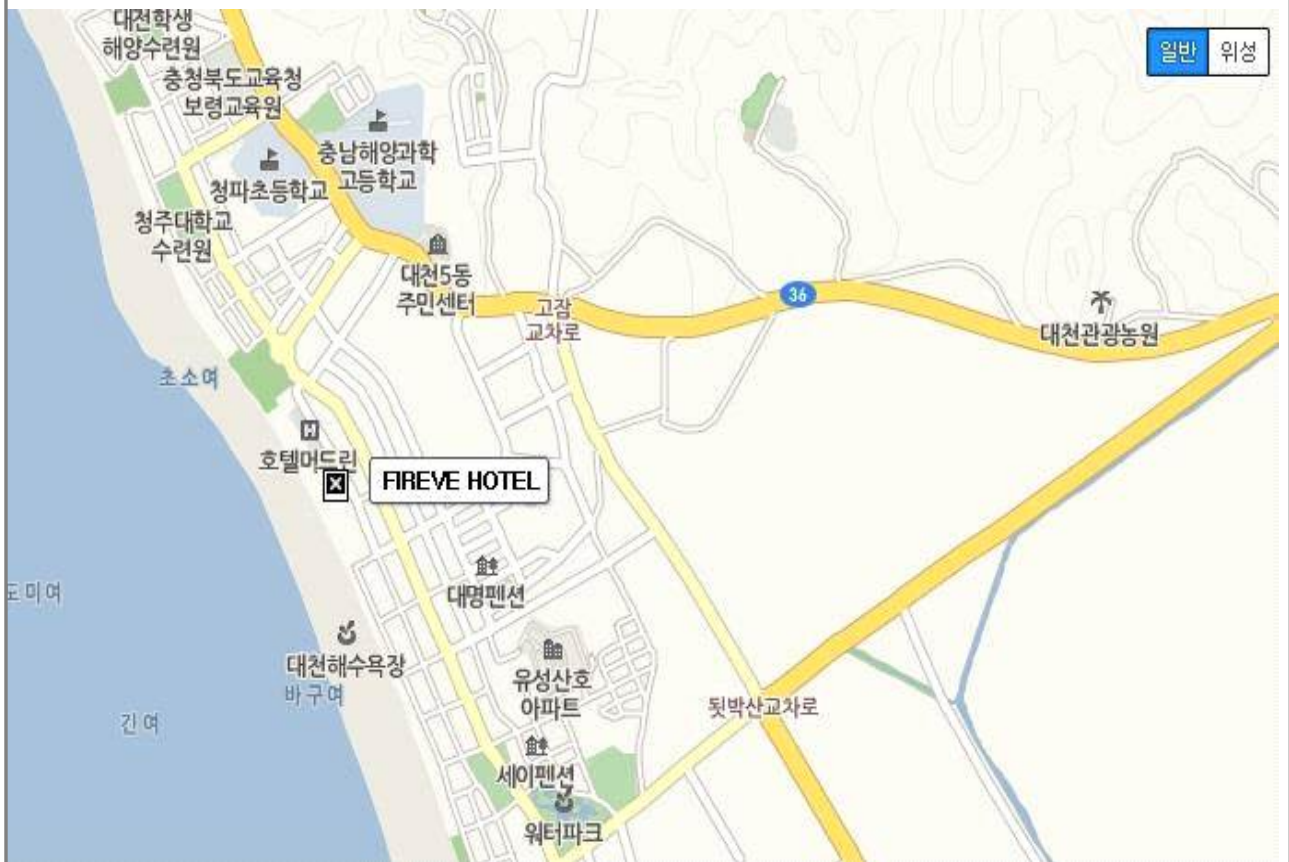 대전학생
해양수련원
일반 위성
충청북도교육청
보령교육원
충남해양과학
고등학교
청파초등학교
청주대학교
수련원
대천5동
주민센터
36
고잠
교차로
대천관광농원
초소여
H
호텔머드린
FIREVE HOTEL
도미여
대명펜션
대천해수욕장
바구여
유성산호
아파트
긴여
뒷박산교차로
세이펜션
워터파크